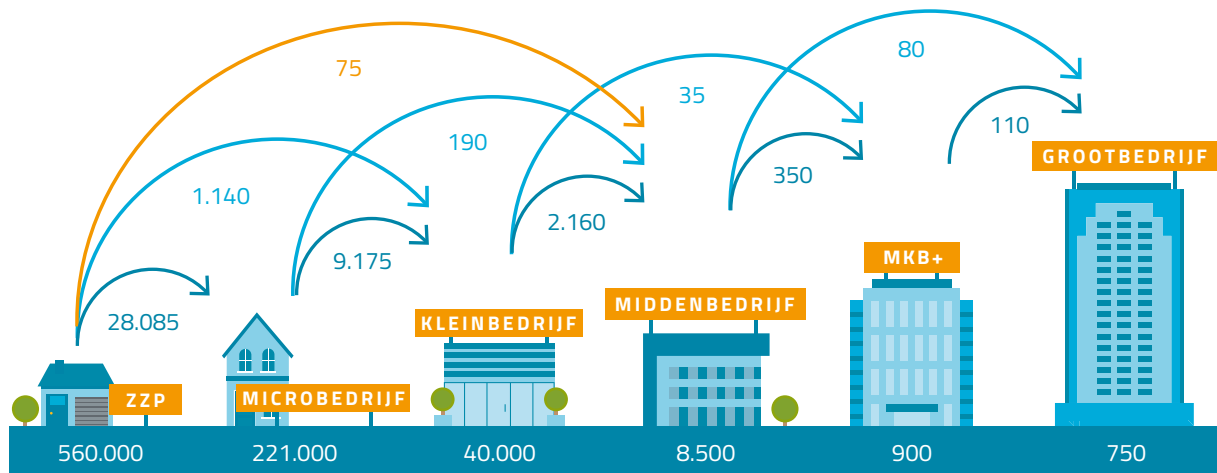 75
80
35
190
110
1.140
350
2.160
9.175
28.085
GROOTBEDRIJF
MKB+
MIDDENBEDRIJF
KLEINBEDRIJF
MICROBEDRIJF
ZZP
560.000
221.000
40.000
8.500
900
750